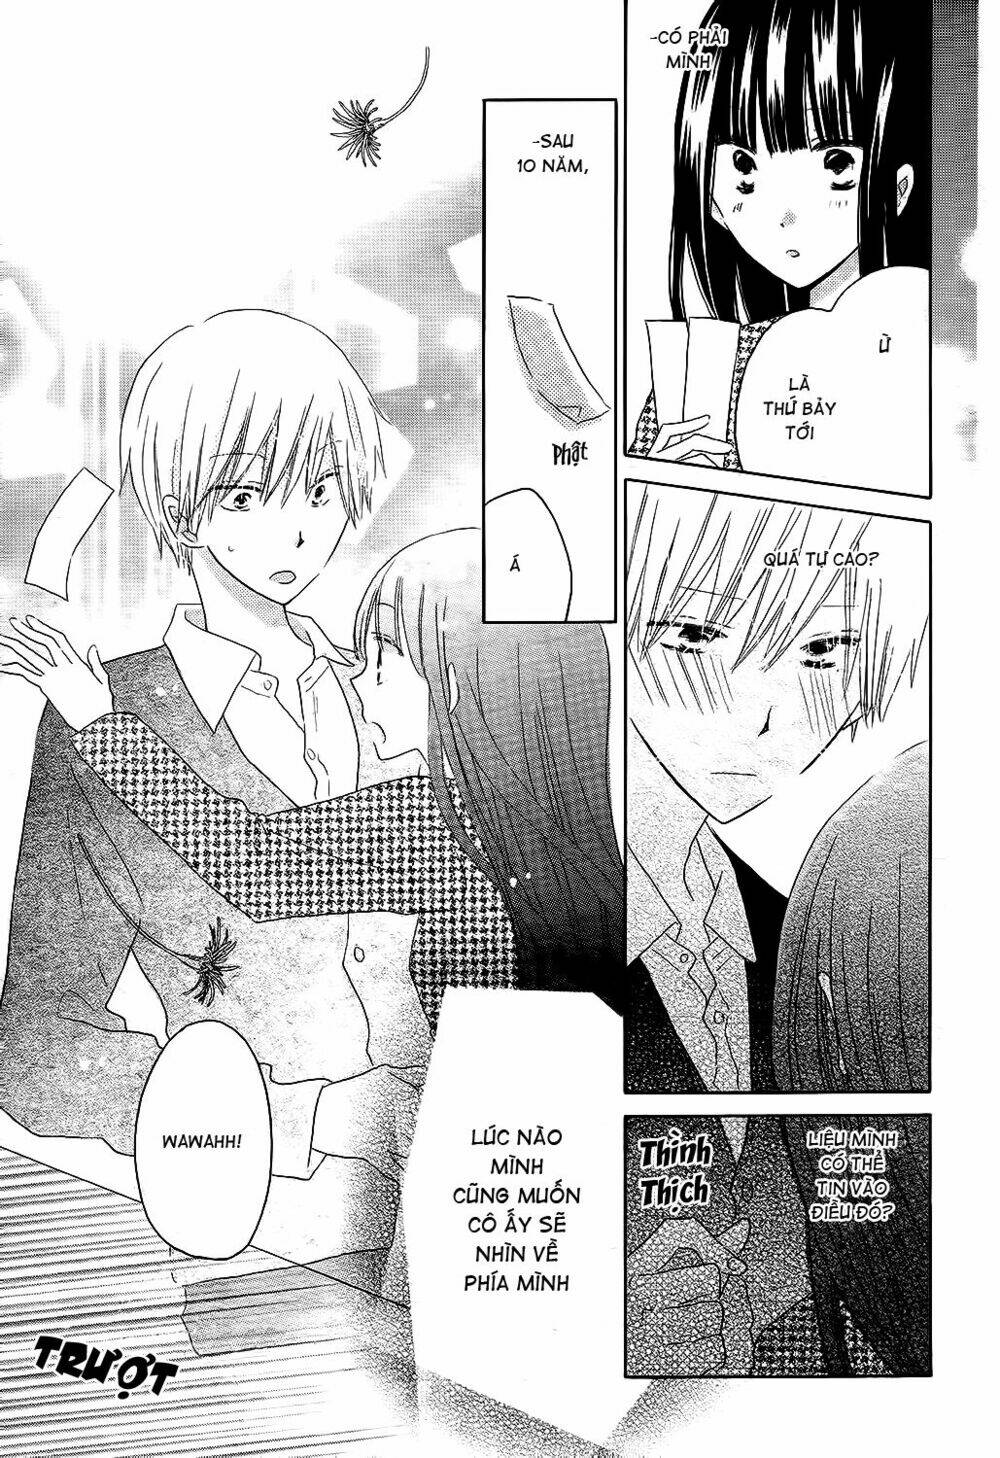 -CÓ PHẢI
MÌNH
Ừ
LÀ
THỨ BẢY
TỚI
QUÁ TỰ CAO?
LIỆU MÌNH
CÓ THỂ
TIN VÀO
ĐIỀU ĐÓ?
Thình
Thịch
-SAU
10 NĂM,
Phật
Á
LÚC NÀO
MÌNH
CŨNG MUỐN
CÔ ẤY SẼ
NHÌN VỀ
PHÍA MÌNH
WAWAHH!
TRƯỢT